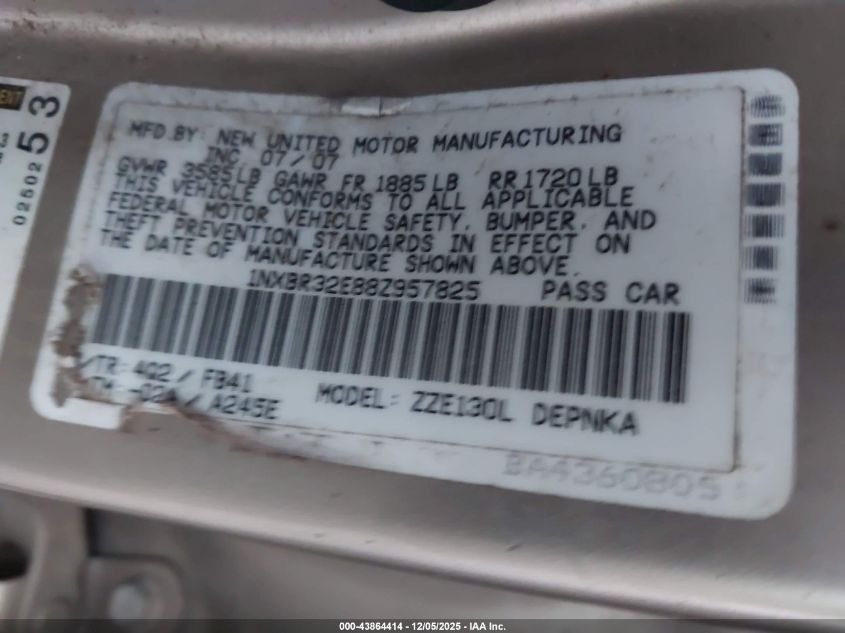 MFD. BY: NEW UNITED MOTOR MANUFACTURING
INC. 07/07
GVWR 3585LB GAWR FR 1885LB RR 1720LB
THIS VEHICLE CONFORMS TO ALL APPLICABLE
FEDERAL MOTOR VEHICLE SAFETY, BUMPER, AND
THEFT PREVENTION STANDARDS IN EFFECT ON
THE DATE OF MANUFACTURE SHOWN ABOVE.
1NXBR32E88Z957825 PASS CAR
/TR: 4Q2 / FB41
/A245E
MODEL: ZZE130L DEPNKA
BA4360805
0260253
000-43864414 - 12/05/2025 - IAA Inc.